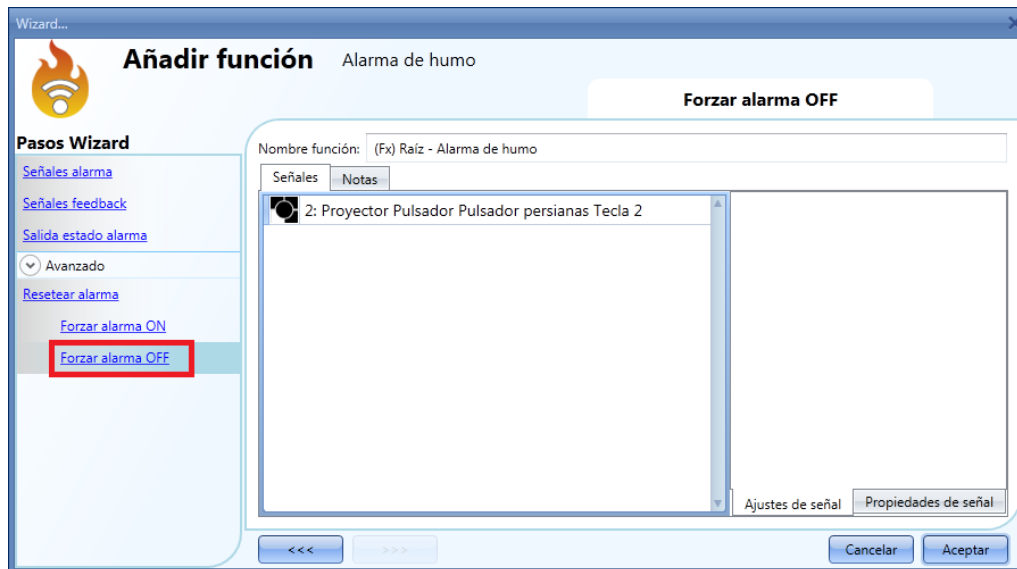 Wizard...
Añadir función Alarma de humo
Forzar alarma OFF
Pasos Wizard
Señales alarma
Señales feedback
Salida estado alarma
Avanzado
Resetear alarma
Forzar alarma ON
Forzar alarma OFF
Nombre función: (Fx) Raíz - Alarma de humo
Señales Notas
2: Proyector Pulsador Pulsador persianas Tecla 2
Ajustes de señal Propiedades de señal
<<< >>> Cancelar Aceptar